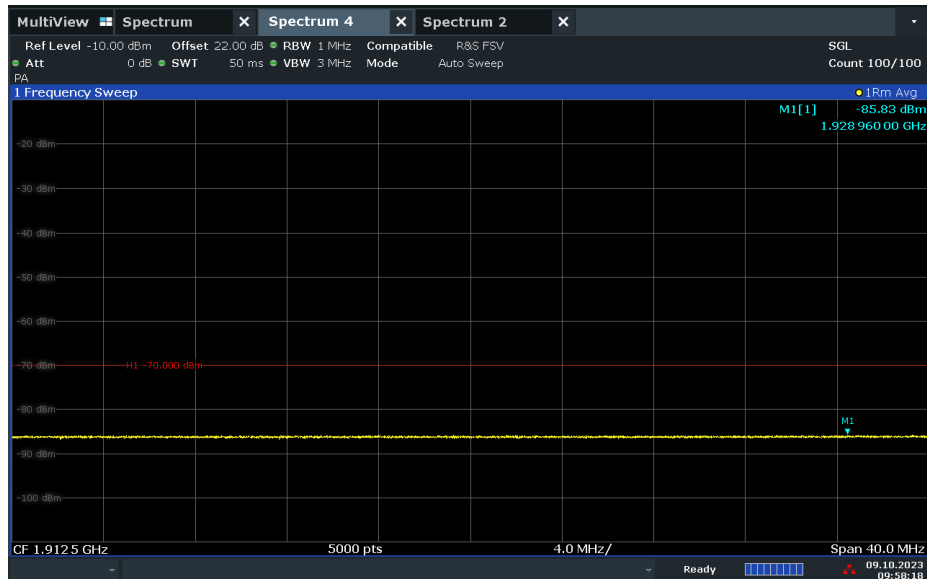 MultiView Spectrum X Spectrum 4 X Spectrum 2 X
Ref Level -10.00 dBm Offset 22.00 dB RBW 1 MHz Compatible R&S FSV SGL
Att 0 dB SWT 50 ms VBW 3 MHz Mode Auto Sweep Count 100/100
PA
1 Frequency Sweep 1Rm Avg
M1[1] -85.83 dBm
1.928 960 00 GHz
-20 dBm
-30 dBm
-40 dBm
-50 dBm
-60 dBm
-70 dBm H1 -70.000 dBm
-80 dBm
M1
-90 dBm
-100 dBm
CF 1.9125 GHz 5000 pts 4.0 MHz/ Span 40.0 MHz
Ready 09.10.2023
09:58:18